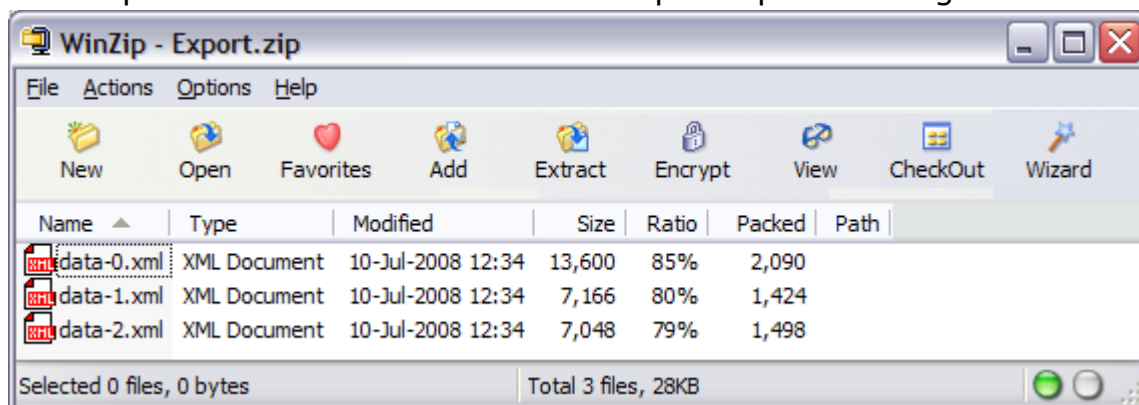 WinZip - Export.zip
File Actions Options Help
New Open Favorites Add Extract Encrypt View CheckOut Wizard
Name Type Modified Size Ratio Packed Path
data-0.xml XML Document 10-Jul-2008 12:34 13,600 85% 2,090
data-1.xml XML Document 10-Jul-2008 12:34 7,166 80% 1,424
data-2.xml XML Document 10-Jul-2008 12:34 7,048 79% 1,498
Selected 0 files, 0 bytes Total 3 files, 28KB